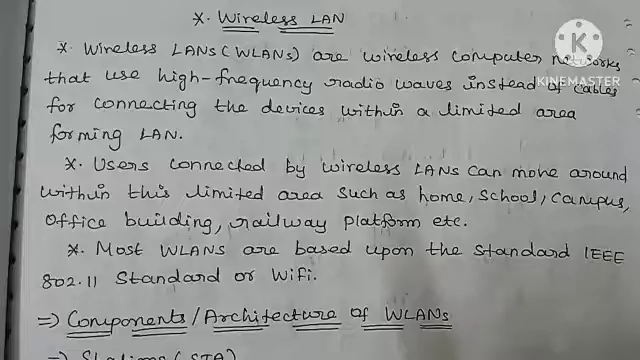 * Wireless LAN
* Wireless LANs (WLANs) are wireless computer networks
that use high-frequency radio waves instead of cables
for connecting the devices within a limited area
forming LAN.
* Users connected by wireless LANs can move around
within this limited area such as home, School, Campus,
Office building, railway platform etc.
* Most WLANs are based upon the standard IEEE
802.11 Standard or WiFi.
⇒ Components/Architecture of WLANs
→) Stations (STA)
K
KINEMASTER